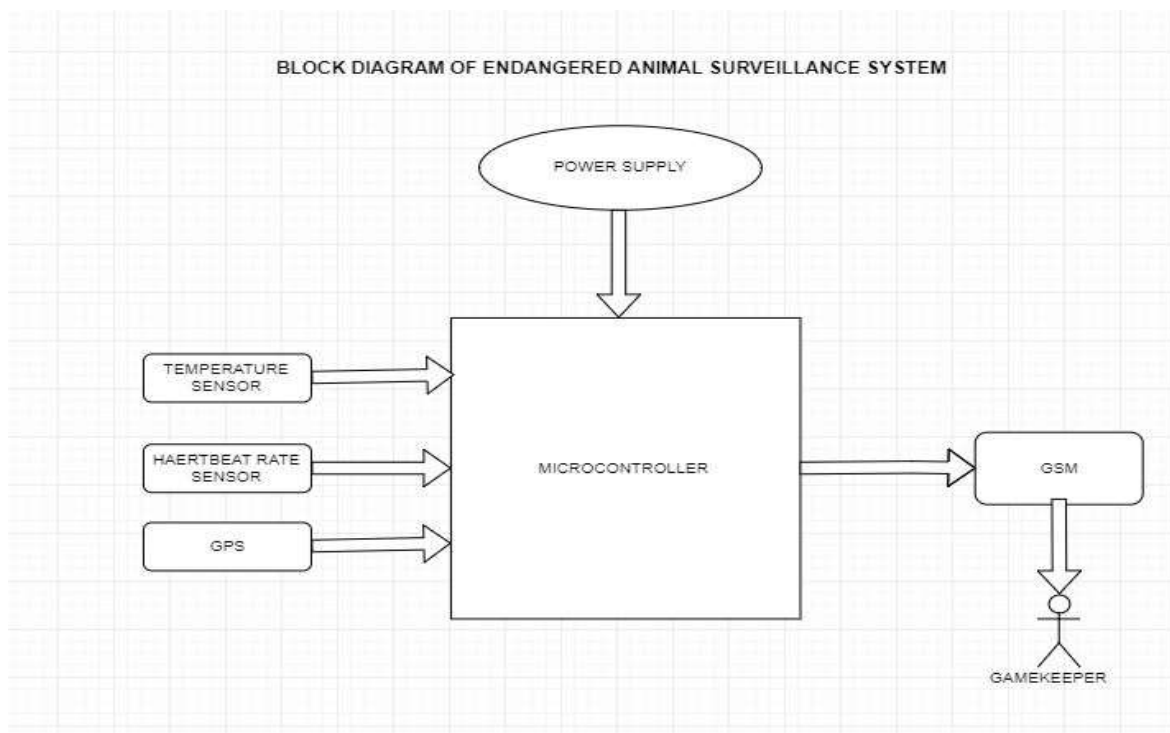 BLOCK DIAGRAM OF ENDANGERED ANIMAL SURVEILLANCE SYSTEM
POWER SUPPLY
TEMPERATURE
SENSOR
HAERTBEAT RATE
SENSOR
GPS
MICROCONTROLLER
GSM
GAMEKEEPER